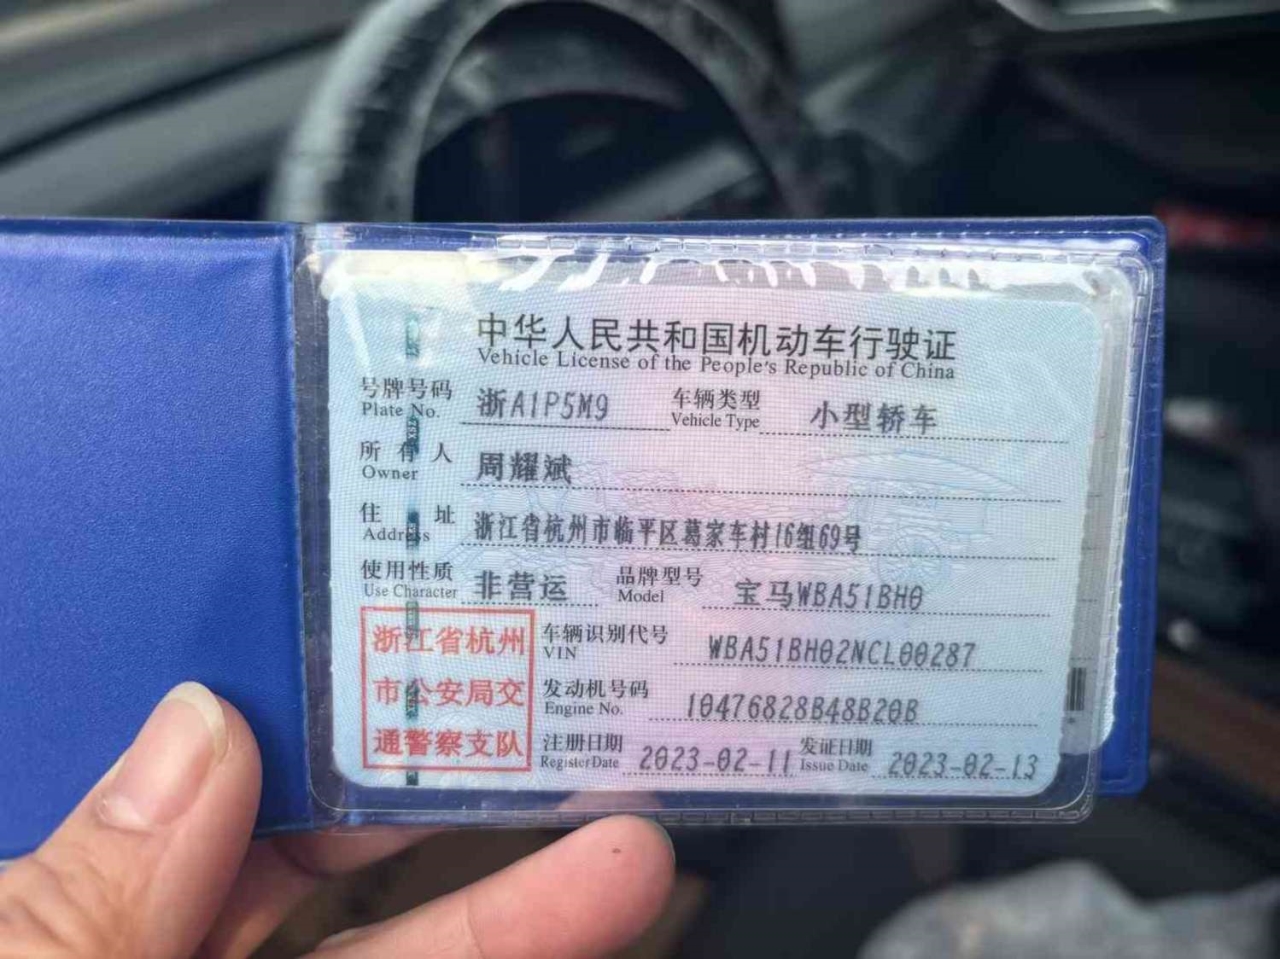 中华人民共和国机动车行驶证
Vehicle License of the People's Republic of China
号牌号码 浙A1P5M9 车辆类型 小型轿车
Plate No. Vehicle Type
所有人 周耀斌
Owner
住址 浙江省杭州市临平区葛家车村16组69号
Address
使用性质 非营运 品牌型号 宝马WBA51BH0
Use Character Model
浙江省杭州
市公安局交
通警察支队
车辆识别代号 WBA51BH02NCL00287
VIN
发动机号码 10476828B48B20B
Engine No.
注册日期 2023-02-11 发证日期 2023-02-13
Register Date Issue Date